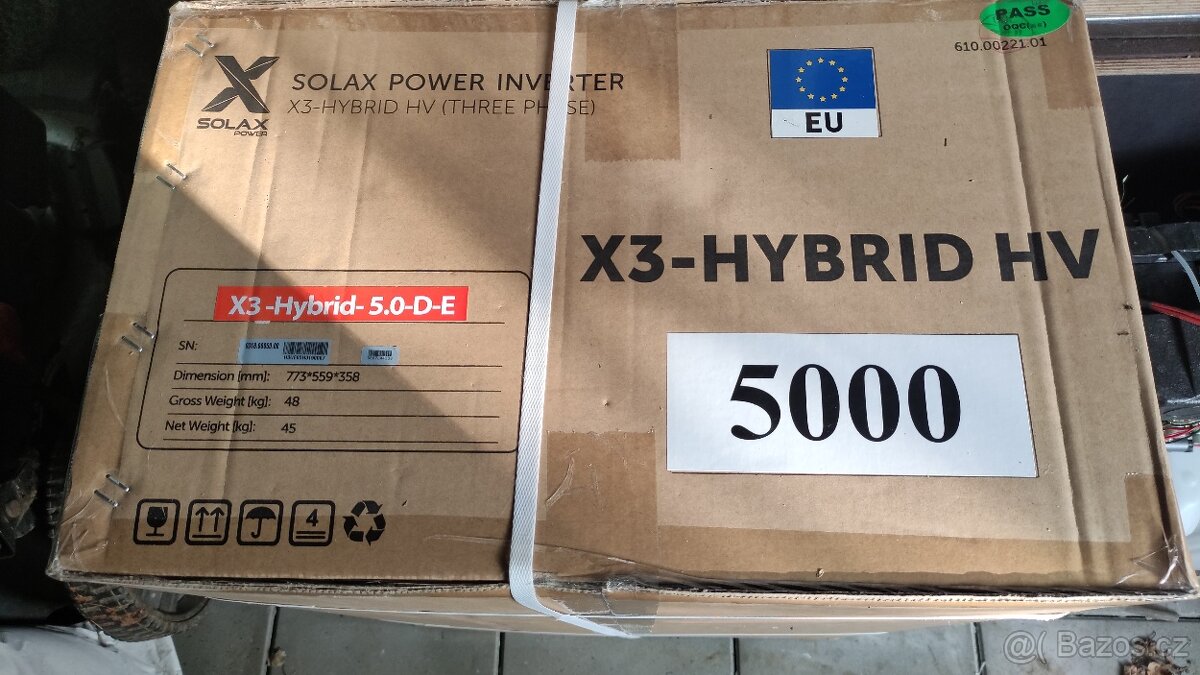 PASS
610.00221.01
SOLAX POWER INVERTER
X3-HYBRID HV (THREE PHASE)
SOLAX
POWER
EU
X3-HYBRID HV
X3 -Hybrid- 5.0-D-E
SN:
Dimension [mm]: 773*559*358
Gross Weight [kg]: 48
Net Weight [kg]: 45
5000
4
@( Bazos.cz